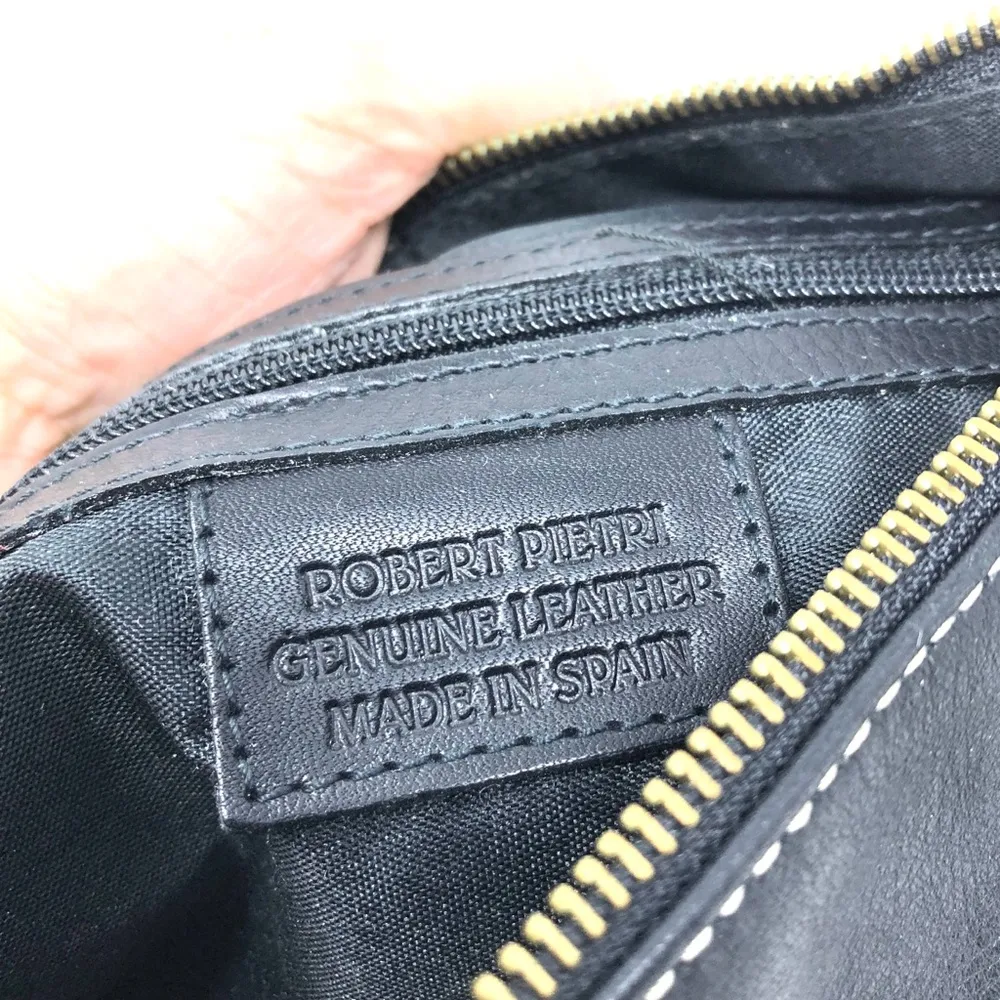 ROBERT PIETRI
GENUINE LEATHER
MADE IN SPAIN